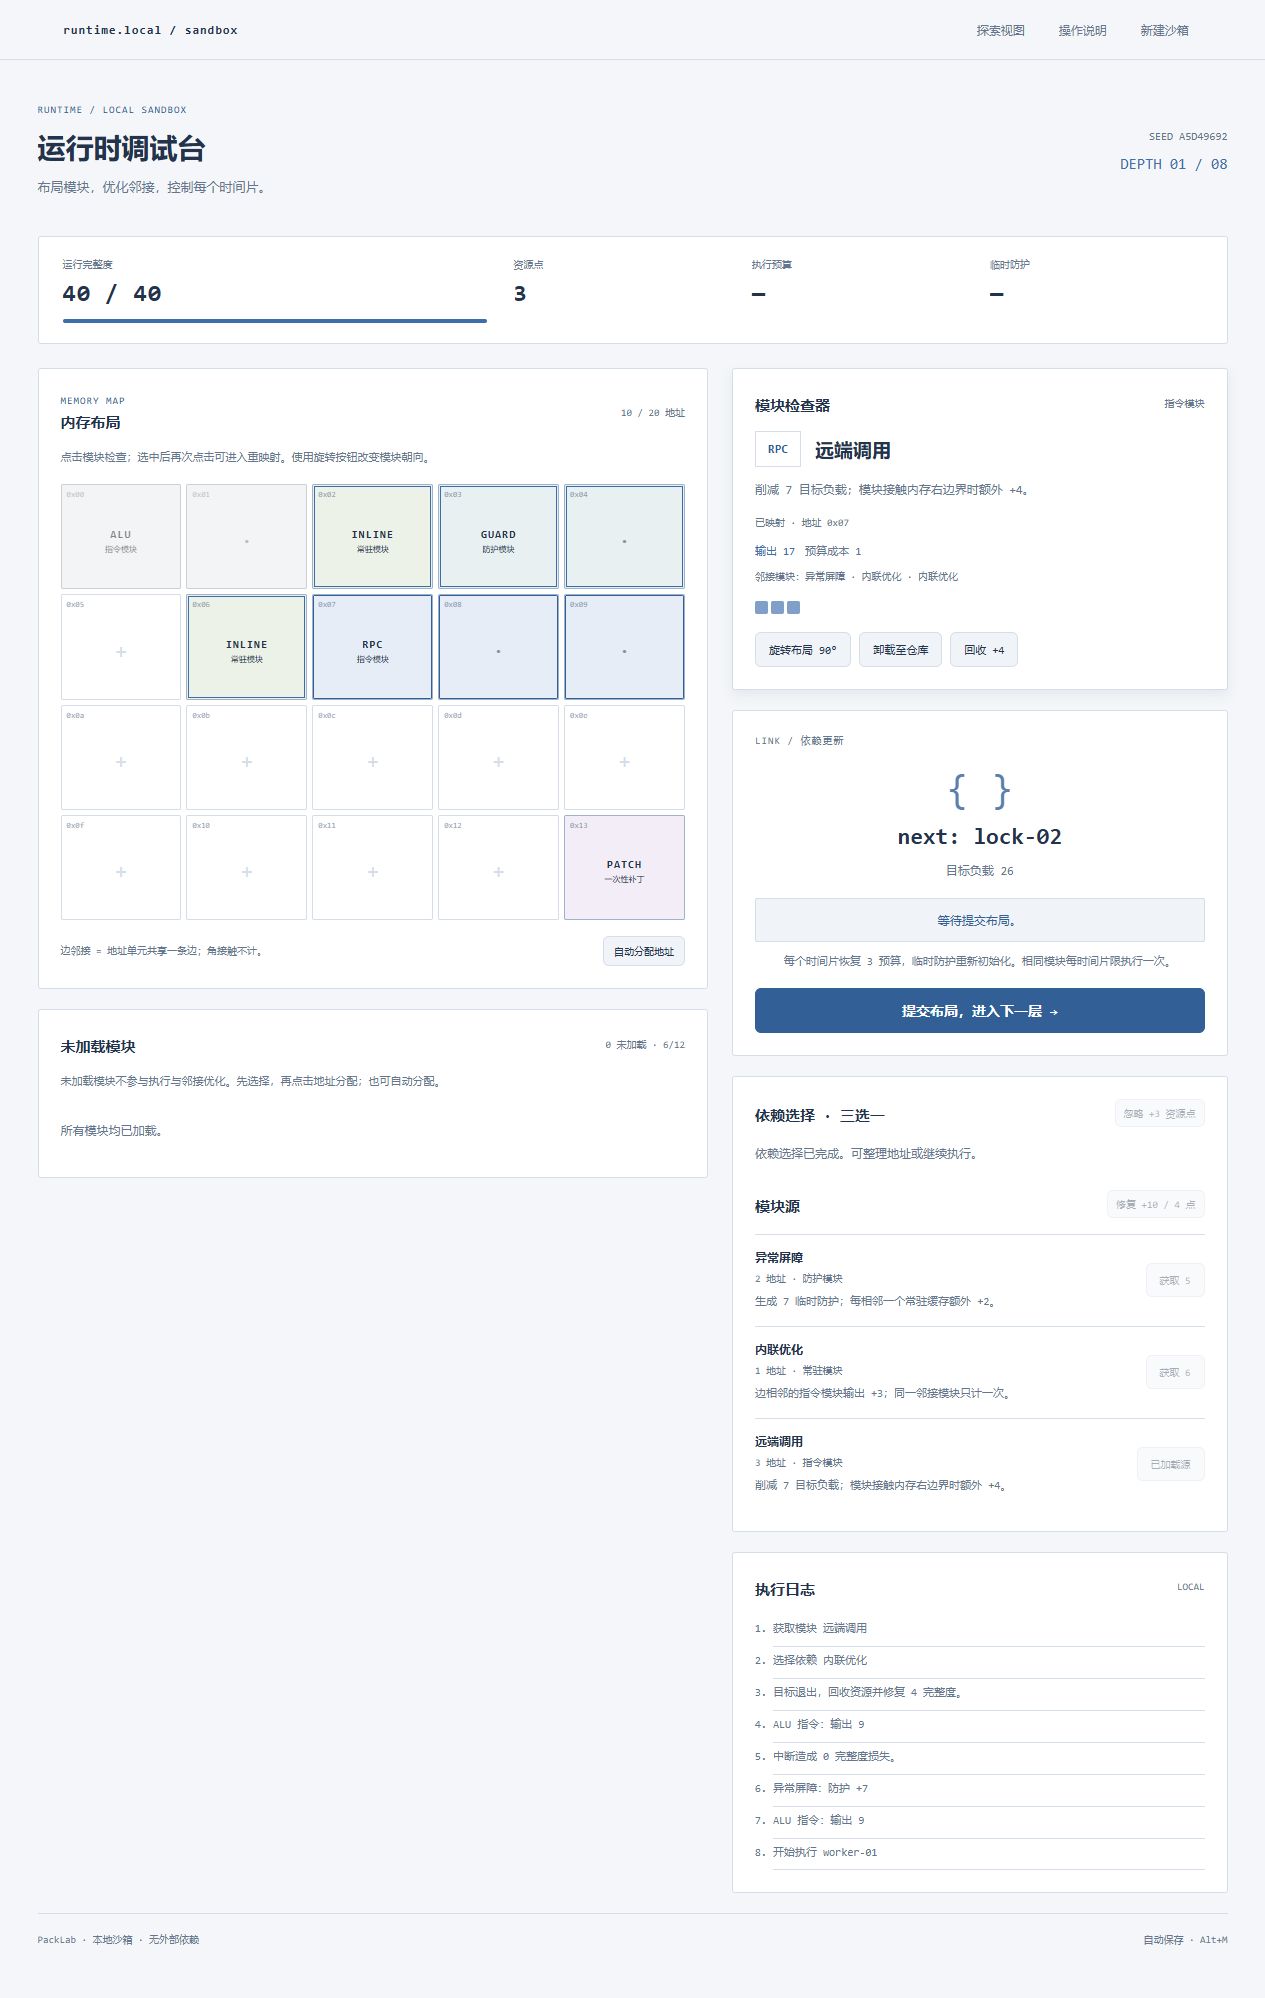 runtime.local / sandbox
探索视图 操作说明 新建沙箱
RUNTIME / LOCAL SANDBOX
运行时调试台
布局模块，优化邻接，控制每个时间片。
SEED A5D49692
DEPTH 01 / 08
运行完整度
40 / 40
资源点
3
执行预算
—
临时防护
—
MEMORY MAP
内存布局
10 / 20 地址
点击模块检查；选中后再次点击可进入重映射。使用旋转按钮改变模块朝向。
0x00
ALU
指令模块
0x01
·
0x02
INLINE
常驻模块
0x03
GUARD
防护模块
0x04
·
0x05
+
0x06
INLINE
常驻模块
0x07
RPC
指令模块
0x08
·
0x09
·
0x0a
+
0x0b
+
0x0c
+
0x0d
+
0x0e
+
0x0f
+
0x10
+
0x11
+
0x12
+
0x13
PATCH
一次性补丁
边邻接 = 地址单元共享一条边；角接触不计。
自动分配地址
未加载模块
0 未加载 · 6/12
未加载模块不参与执行与邻接优化。先选择，再点击地址分配；也可自动分配。
所有模块均已加载。
模块检查器
指令模块
RPC
远端调用
削减 7 目标负载；模块接触内存右边界时额外 +4。
已映射 · 地址 0x07
输出 17 预算成本 1
邻接模块：异常屏障 · 内联优化 · 内联优化
旋转布局 90°
卸载至仓库
回收 +4
LINK / 依赖更新
{ }
next: lock-02
目标负载 26
等待提交布局。
每个时间片恢复 3 预算，临时防护重新初始化。相同模块每时间片限执行一次。
提交布局，进入下一层 →
依赖选择 · 三选一
忽略 +3 资源点
依赖选择已完成。可整理地址或继续执行。
模块源
修复 +10 / 4 点
异常屏障
2 地址 · 防护模块
生成 7 临时防护；每相邻一个常驻缓存额外 +2。
获取 5
内联优化
1 地址 · 常驻模块
边相邻的指令模块输出 +3；同一邻接模块只计一次。
获取 6
远端调用
3 地址 · 指令模块
削减 7 目标负载；模块接触内存右边界时额外 +4。
已加载源
执行日志
LOCAL
1. 获取模块 远端调用
2. 选择依赖 内联优化
3. 目标退出，回收资源并修复 4 完整度。
4. ALU 指令：输出 9
5. 中断造成 0 完整度损失。
6. 异常屏障：防护 +7
7. ALU 指令：输出 9
8. 开始执行 worker-01
PackLab · 本地沙箱 · 无外部依赖
自动保存 · Alt+M